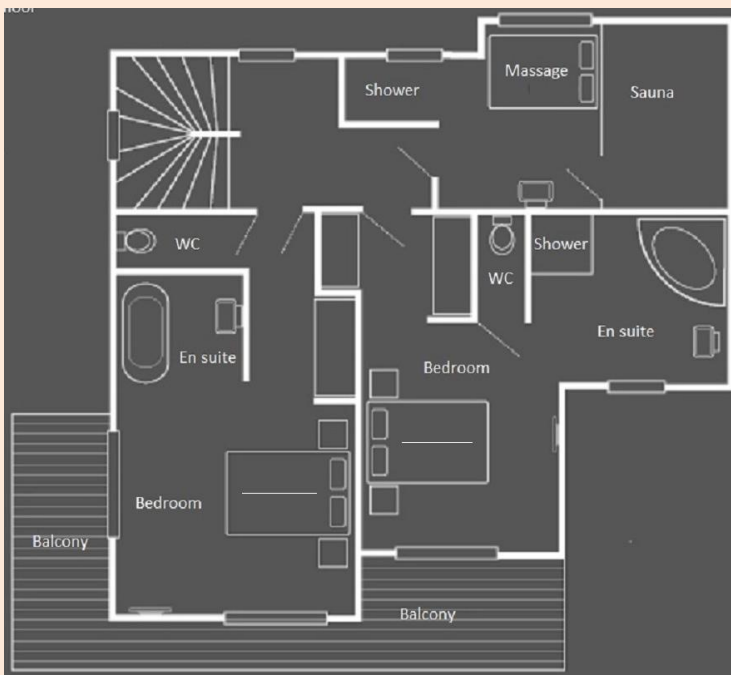 Massage
Shower
Sauna
WC
Shower
WC
En suite
En suite
Bedroom
Bedroom
Balcony
Balcony